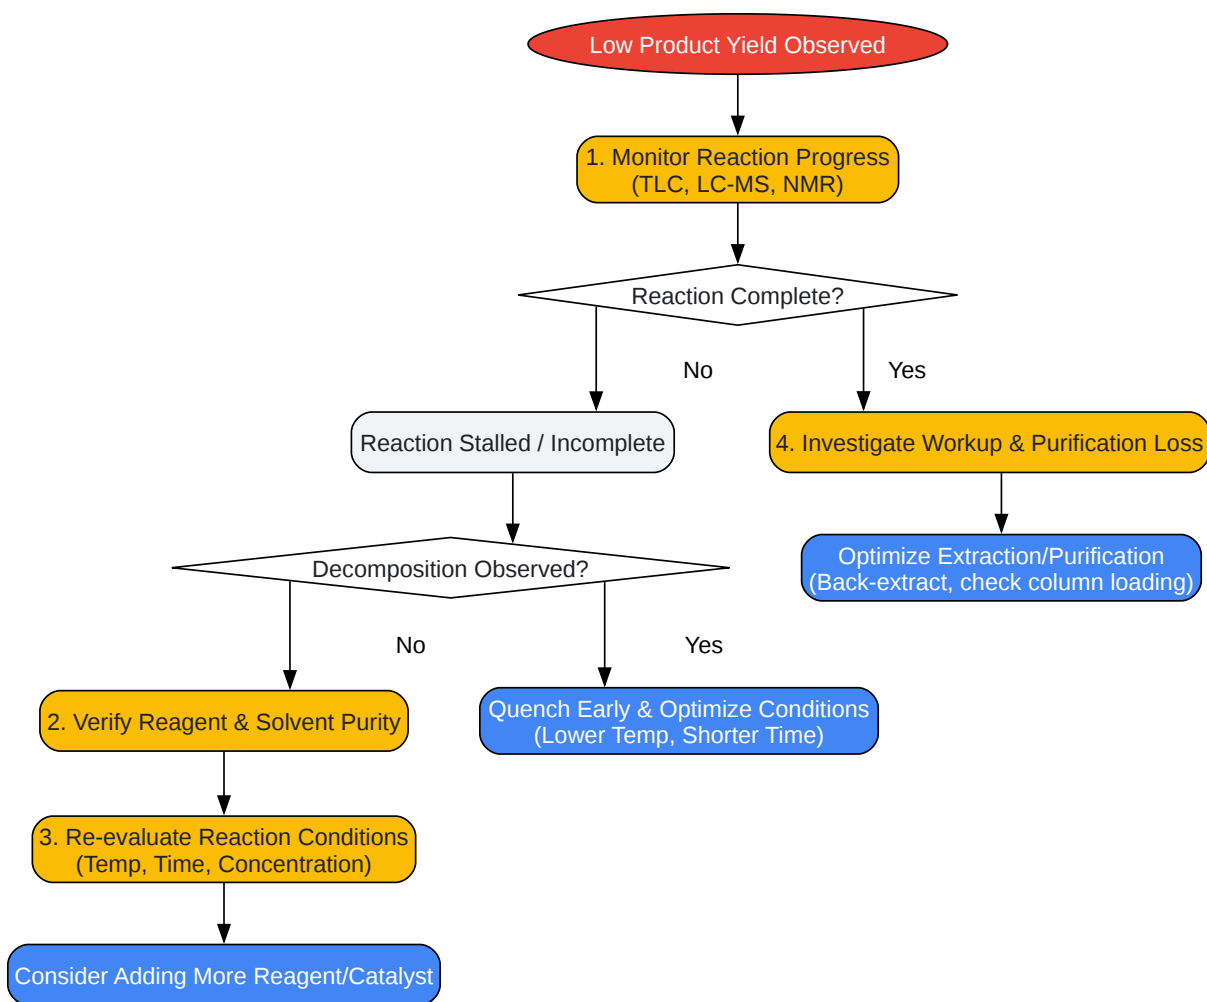 Low Product Yield Observed
1. Monitor Reaction Progress
(TLC, LC-MS, NMR)
Reaction Complete?
No
Yes
Reaction Stalled / Incomplete
4. Investigate Workup & Purification Loss
Decomposition Observed?
Optimize Extraction/Purification
(Back-extract, check column loading)
No
Yes
2. Verify Reagent & Solvent Purity
Quench Early & Optimize Conditions
(Lower Temp, Shorter Time)
3. Re-evaluate Reaction Conditions
(Temp, Time, Concentration)
Consider Adding More Reagent/Catalyst